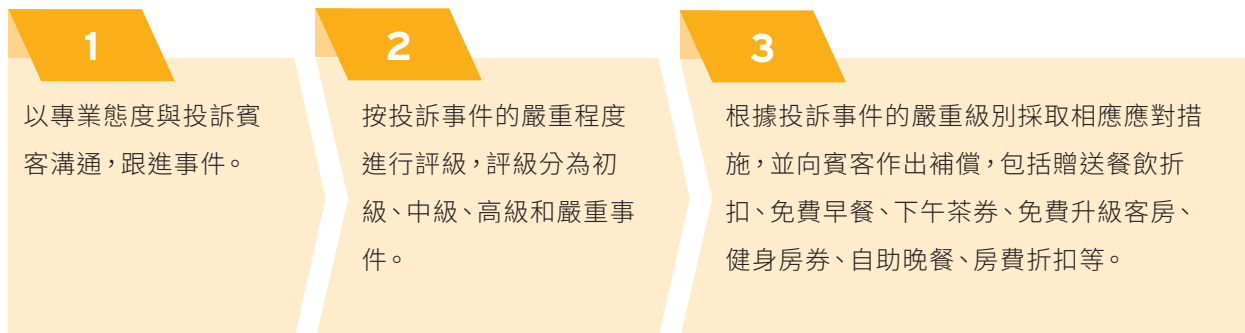 1
以專業態度與投訴賓
客溝通，跟進事件。
2
按投訴事件的嚴重程度
進行評級，評級分為初
級、中級、高級和嚴重事
件。
3
根據投訴事件的嚴重級別採取相應應對措
施，並向賓客作出補償，包括贈送餐飲折
扣、免費早餐、下午茶券、免費升級客房、
健身房券、自助晚餐、房費折扣等。